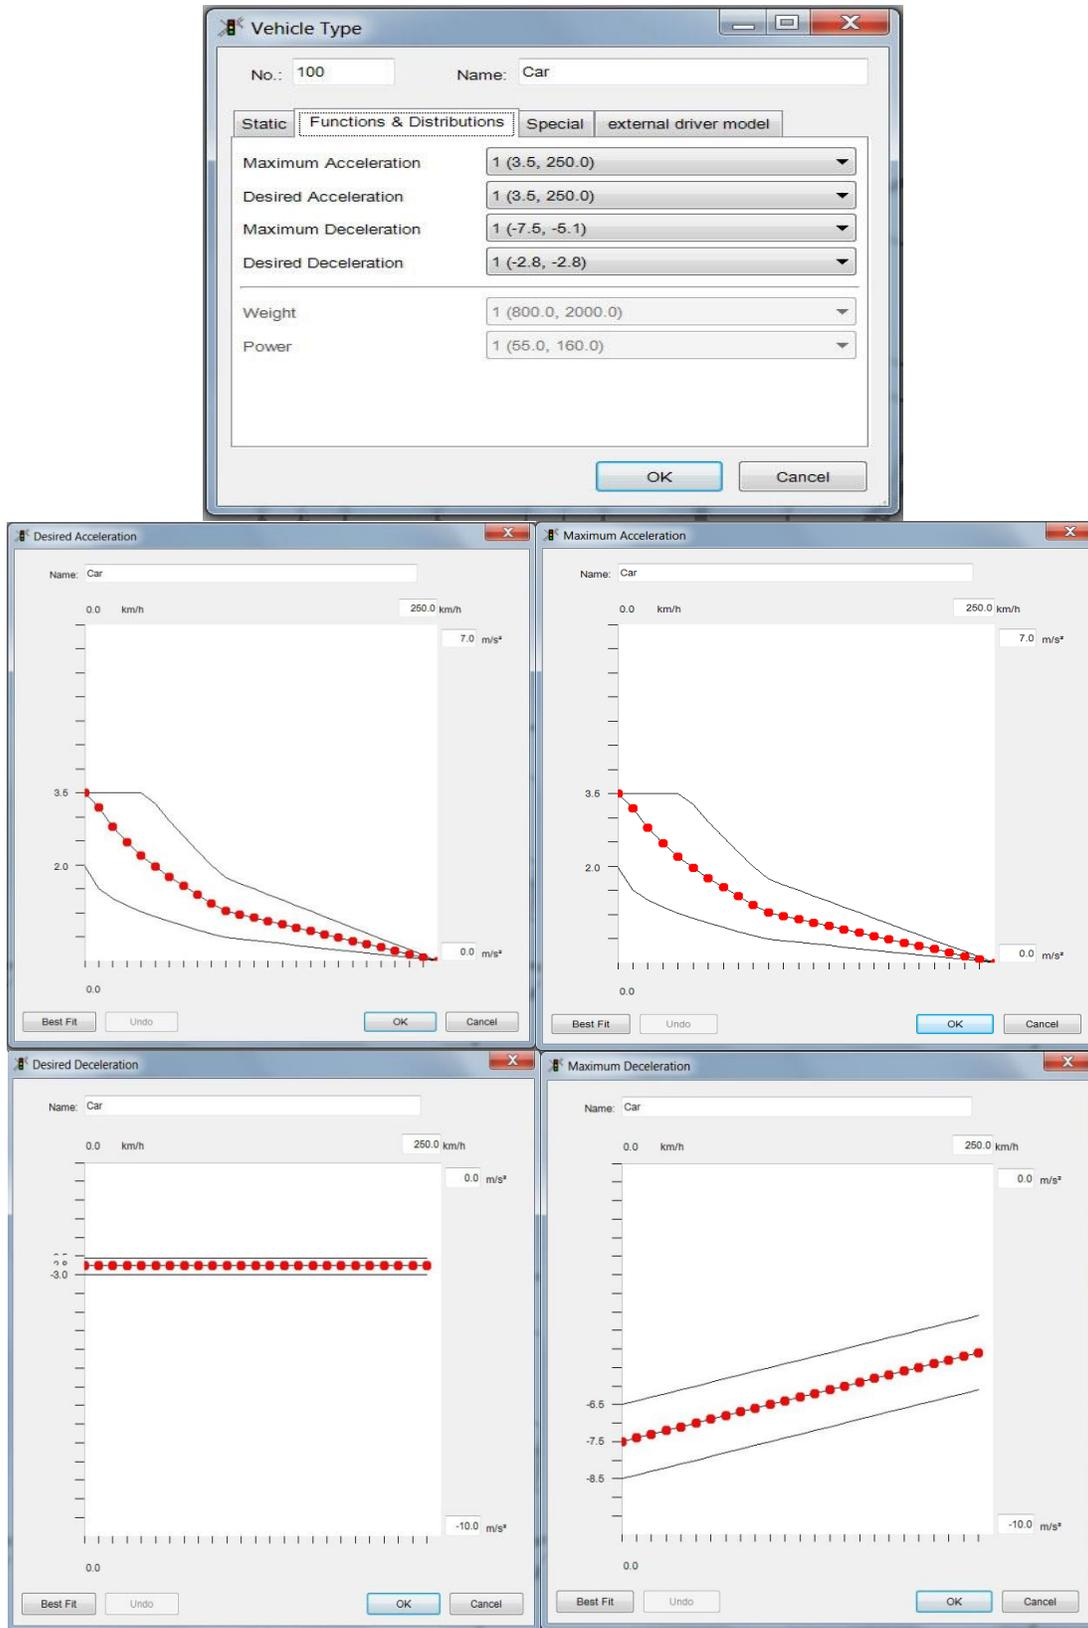 Vehicle Type
No.: 100 Name: Car
Static Functions & Distributions Special external driver model
Maximum Acceleration 1 (3.5, 250.0)
Desired Acceleration 1 (3.5, 250.0)
Maximum Deceleration 1 (-7.5, -5.1)
Desired Deceleration 1 (-2.8, -2.8)
Weight 1 (800.0, 2000.0)
Power 1 (55.0, 160.0)
OK Cancel
Desired Acceleration
Name: Car
0.0 km/h 250.0 km/h
7.0 m/s²
3.5
2.0
0.0 m/s²
0.0
Best Fit Undo OK Cancel
Maximum Acceleration
Name: Car
0.0 km/h 250.0 km/h
7.0 m/s²
3.5
2.0
0.0 m/s²
0.0
Best Fit Undo OK Cancel
Desired Deceleration
Name: Car
0.0 km/h 250.0 km/h
0.0 m/s²
-3.0
-10.0 m/s²
0.0
Best Fit Undo OK Cancel
Maximum Deceleration
Name: Car
0.0 km/h 250.0 km/h
0.0 m/s²
-6.5
-7.5
-8.5
-10.0 m/s²
0.0
Best Fit Undo OK Cancel